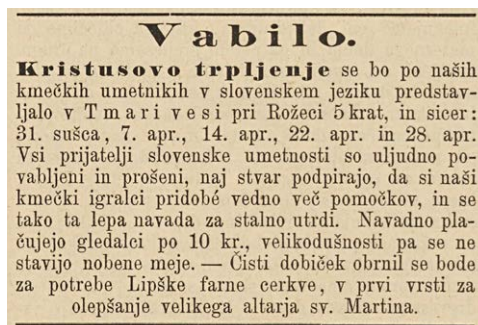 Vabilo.
Kristusovo trpljenje se bo po naših
kmečkih umetnikih v slovenskem jeziku predstav-
ljalo v Tmari vesi pri Rožeci 5 krat, in sicer:
31. sušca, 7. apr., 14. apr., 22. apr. in 28. apr.
Vsi prijatelji slovenske umetnosti so uljudno po-
vabljeni in prošeni, naj stvar podpirajo, da si naši
kmečki igralci pridobé vedno več pomočkov, in se
tako ta lepa navada za stalno utrdi. Navadno pla-
čujejo gledalci po 10 kr., velikodušnosti pa se ne
stavijo nobene meje. — Čisti dobiček obrnil se bode
za potrebe Lipške farne cerkve, v prvi vrsti za
olepšanje velikega altarja sv. Martina.